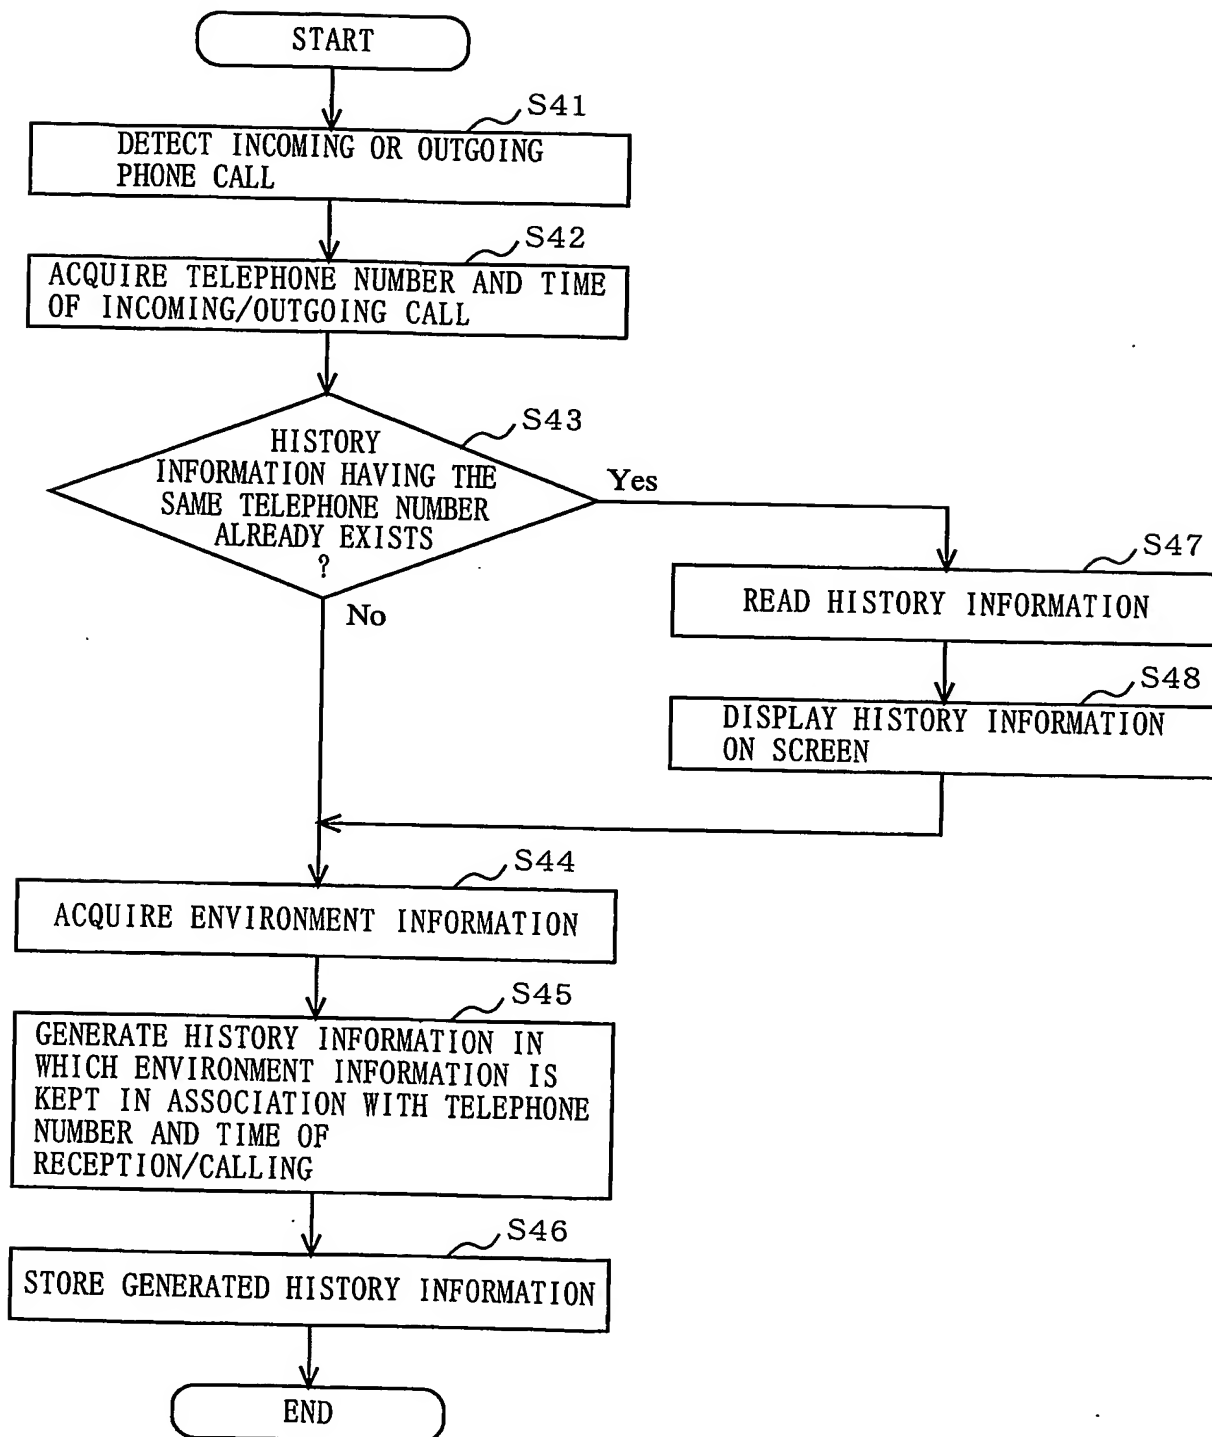 START
S41
DETECT INCOMING OR OUTGOING
PHONE CALL
S42
ACQUIRE TELEPHONE NUMBER AND TIME
OF INCOMING/OUTGOING CALL
S43
HISTORY
INFORMATION HAVING THE
SAME TELEPHONE NUMBER
ALREADY EXISTS
?
Yes
No
S47
READ HISTORY INFORMATION
S48
DISPLAY HISTORY INFORMATION
ON SCREEN
S44
ACQUIRE ENVIRONMENT INFORMATION
S45
GENERATE HISTORY INFORMATION IN
WHICH ENVIRONMENT INFORMATION IS
KEPT IN ASSOCIATION WITH TELEPHONE
NUMBER AND TIME OF
RECEPTION/CALLING
S46
STORE GENERATED HISTORY INFORMATION
END